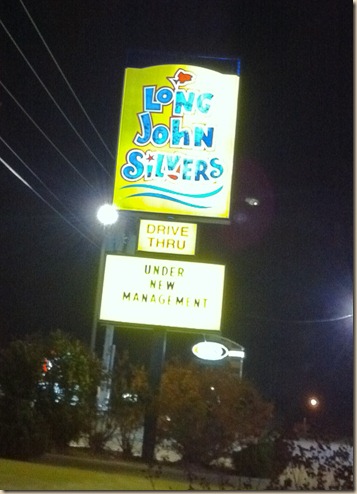 LONG
JOHN
SILVERS
DRIVE
THRU
UNDER
NEW
MANAGEMENT